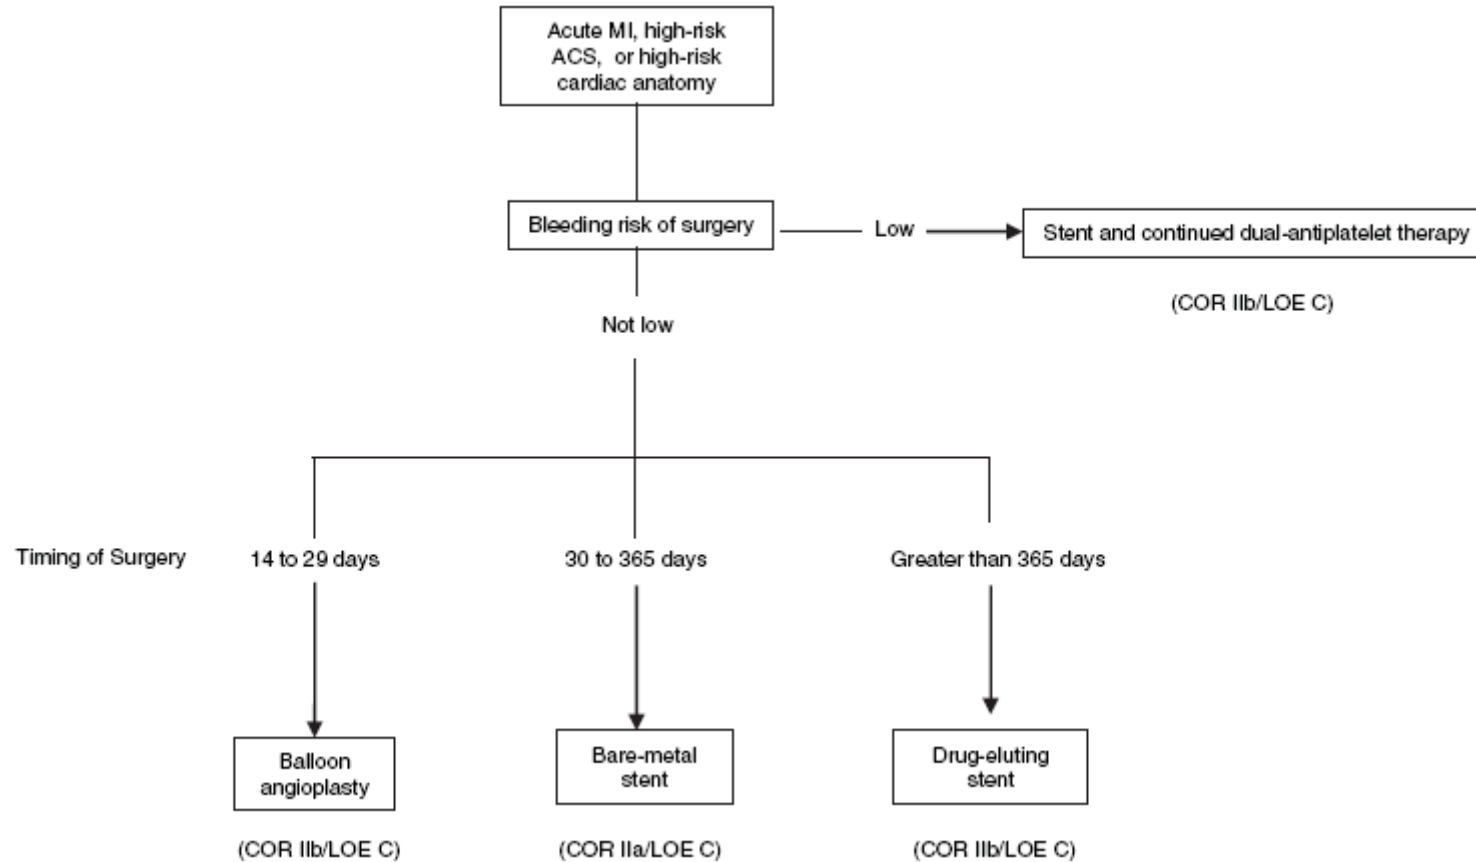 Acute MI, high-risk
ACS, or high-risk
cardiac anatomy
Bleeding risk of surgery
Low
Stent and continued dual-antiplatelet therapy
(COR IIb/LOE C)
Not low
Timing of Surgery
14 to 29 days
30 to 365 days
Greater than 365 days
Balloon
angioplasty
(COR IIb/LOE C)
Bare-metal
stent
(COR IIa/LOE C)
Drug-eluting
stent
(COR IIb/LOE C)